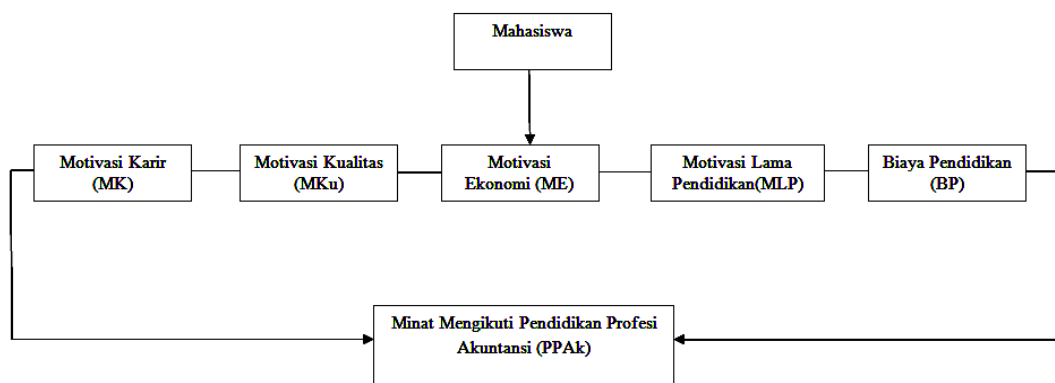 Mahasiswa
Motivasi Karir
(MK)
Motivasi Kualitas
(MKu)
Motivasi
Ekonomi (ME)
Motivasi Lama
Pendidikan(MLP)
Biaya Pendidikan
(BP)
Minat Mengikuti Pendidikan Profesi
Akuntansi (PPAk)